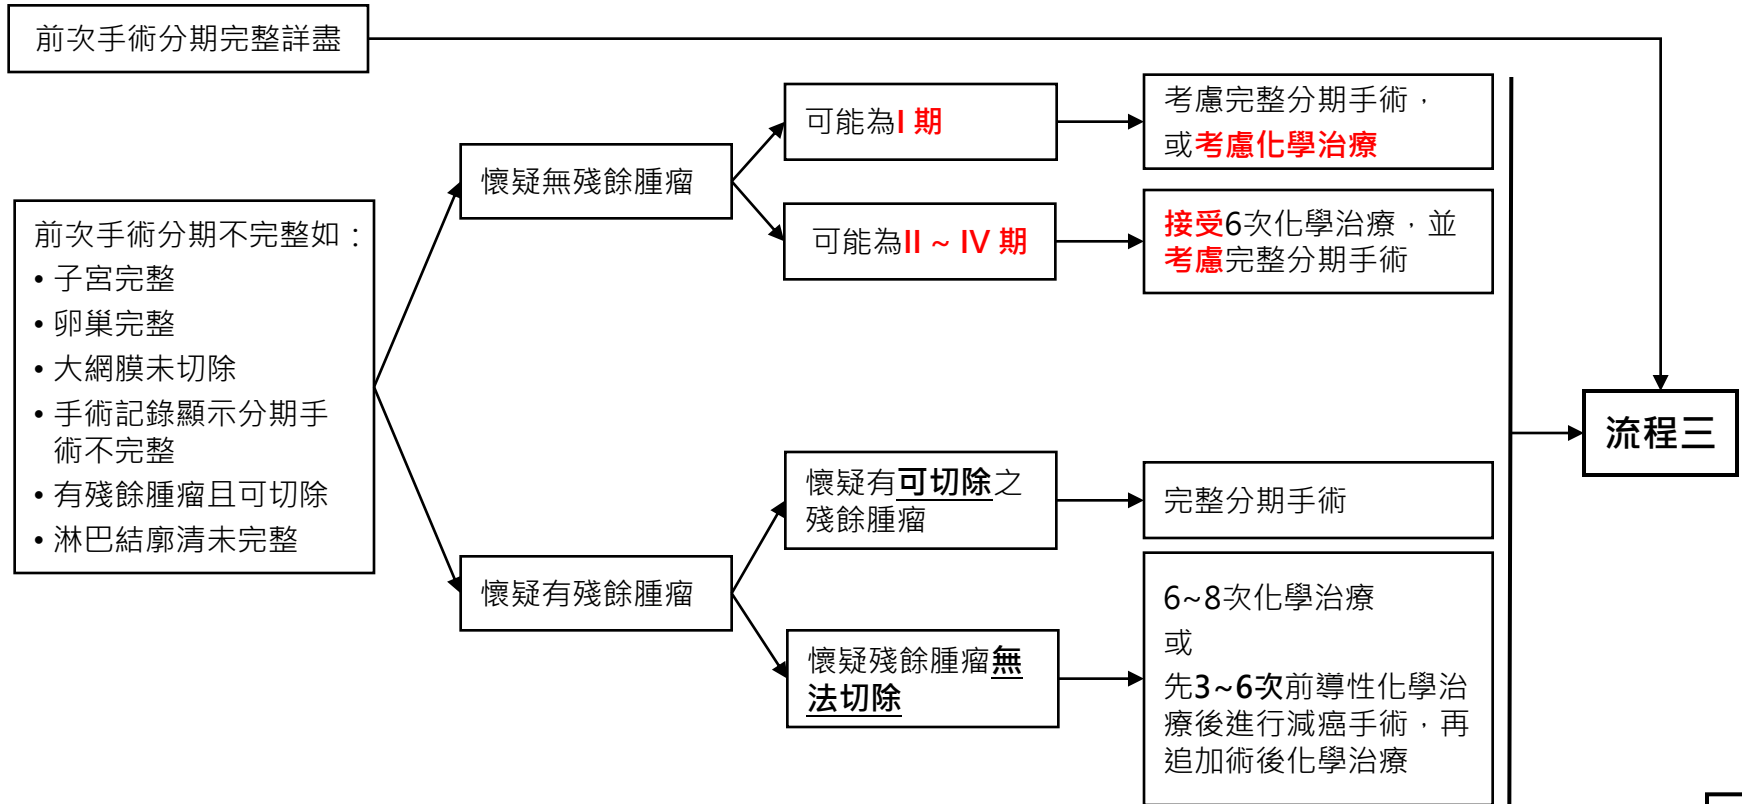 前次手術分期完整詳盡
前次手術分期不完整如：
• 子宮完整
• 卵巢完整
• 大網膜未切除
• 手術記錄顯示分期手
術不完整
• 有殘餘腫瘤且可切除
• 淋巴結廓清未完整
懷疑無殘餘腫瘤
可能為I 期
考慮完整分期手術，
或考慮化學治療
可能為II ~ IV 期
接受6次化學治療，並
考慮完整分期手術
懷疑有殘餘腫瘤
懷疑有可切除之
殘餘腫瘤
完整分期手術
懷疑殘餘腫瘤無
法切除
6~8次化學治療
或
先3~6次前導性化學治
療後進行減癌手術，再
追加術後化學治療
流程三